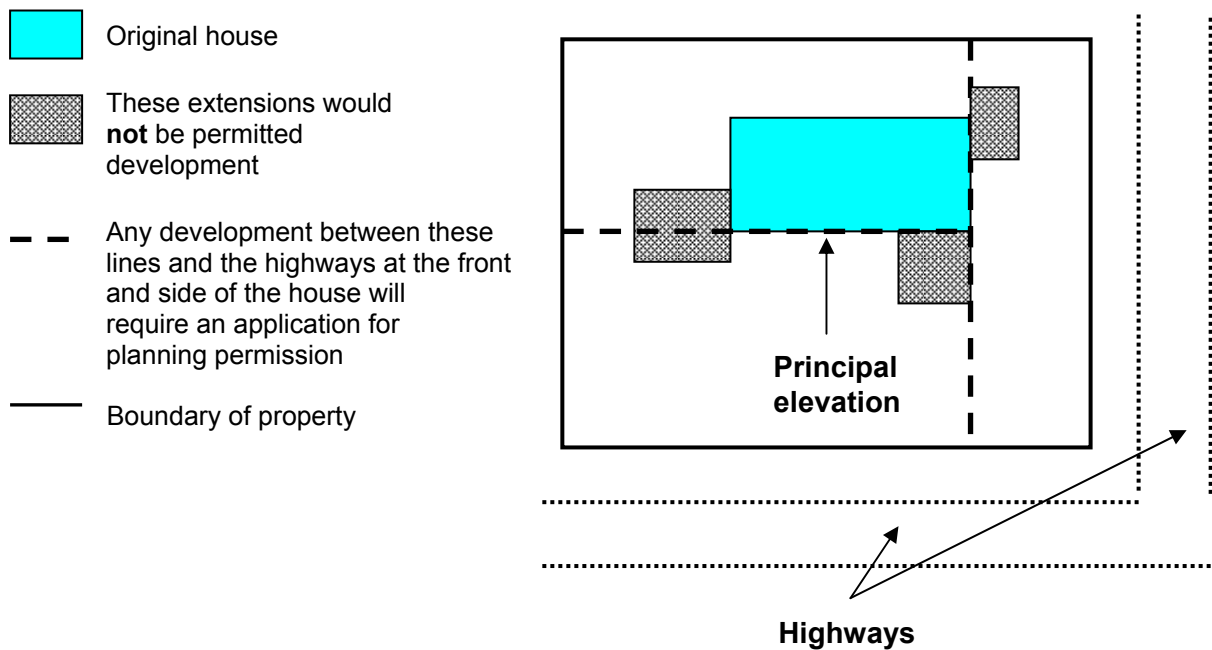 Original house
These extensions would
not be permitted
development
Any development between these
lines and the highways at the front
and side of the house will
require an application for
planning permission
Boundary of property
Principal
elevation
Highways